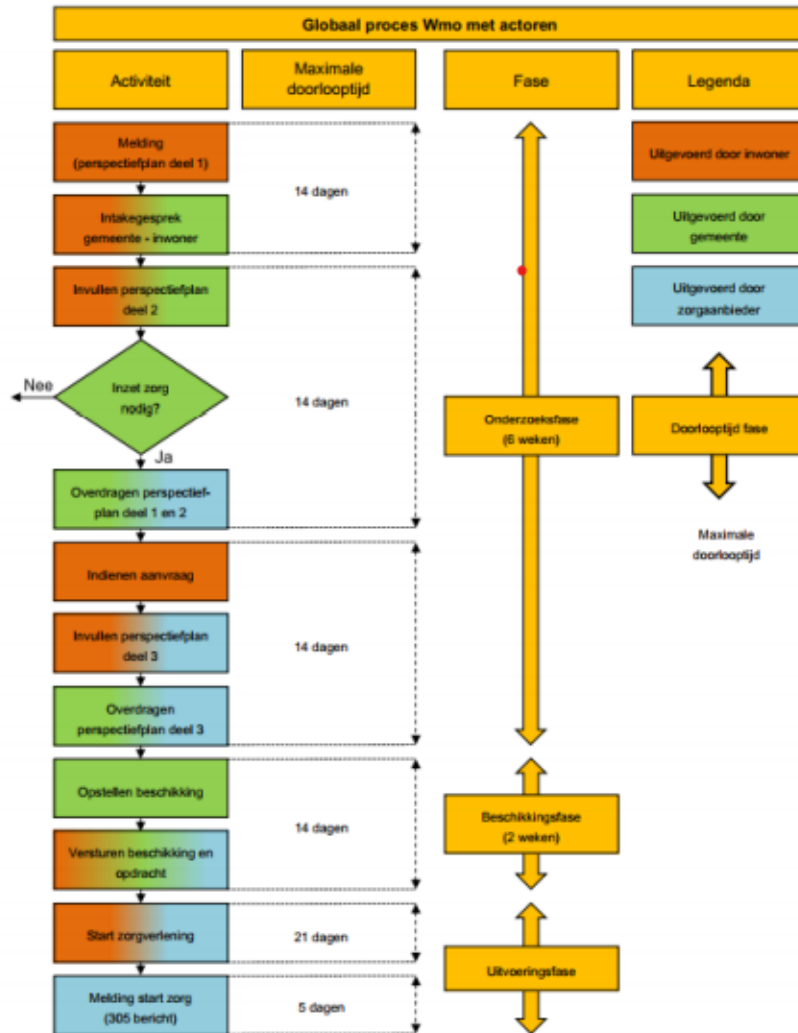 Globaal proces Wmo met actoren
Activiteit
Maximale
doorlooptijd
Fase
Legenda
Melding
(perspectiefplan deel 1)
14 dagen
Uitgevoerd door inwoner
Intakegesprek
gemeente - inwoner
Uitgevoerd door
gemeente
Invullen perspectiefplan
deel 2
Uitgevoerd door
zorgaanbieder
Nee
Inzet zorg
nodig?
14 dagen
Onderzoeksfase
(6 weken)
Doorlooptijd fase
Ja
Overdragen perspectief-
plan deel 1 en 2
Maximale
doorlooptijd
Indienen aanvraag
Invullen perspectiefplan
deel 3
14 dagen
Overdragen
perspectiefplan deel 3
Opstellen beschikking
14 dagen
Beschikkingsfase
(2 weken)
Versturen beschikking en
opdracht
Start zorgverlening
21 dagen
Uitvoeringsfase
Melding start zorg
(305 bericht)
5 dagen